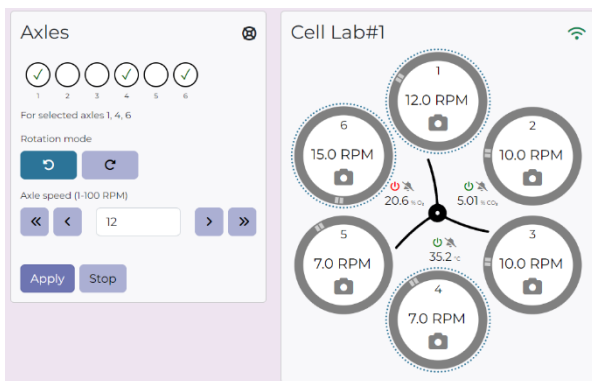 Axles
1 2 3 4 5 6
For selected axles 1, 4, 6
Rotation mode
Axle speed (1-100 RPM)
12
Apply Stop
Cell Lab#1
1
12.0 RPM
2
10.0 RPM
3
10.0 RPM
4
7.0 RPM
5
7.0 RPM
6
15.0 RPM
20.6 % O₂
5.01 % CO₂
35.2 °C